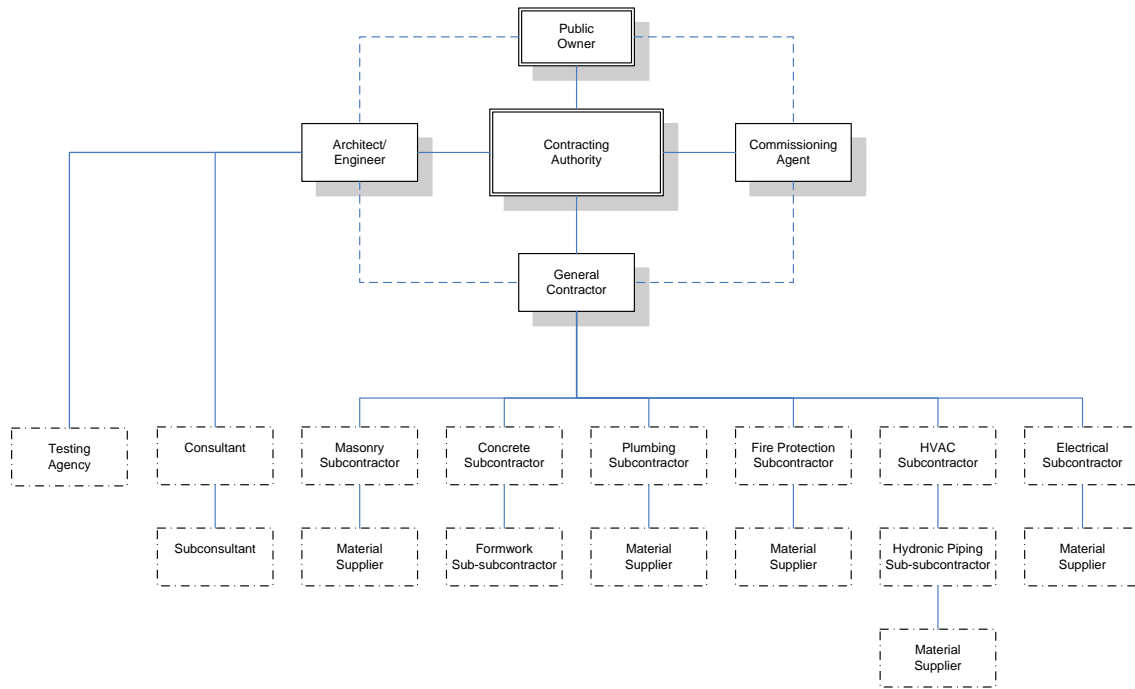 Public
Owner
Architect/
Engineer
Contracting
Authority
Commissioning
Agent
General
Contractor
Testing
Agency
Consultant
Masonry
Subcontractor
Concrete
Subcontractor
Plumbing
Subcontractor
Fire Protection
Subcontractor
HVAC
Subcontractor
Electrical
Subcontractor
Subconsultant
Material
Supplier
Formwork
Sub-subcontractor
Material
Supplier
Material
Supplier
Hydronic Piping
Sub-subcontractor
Material
Supplier
Material
Supplier